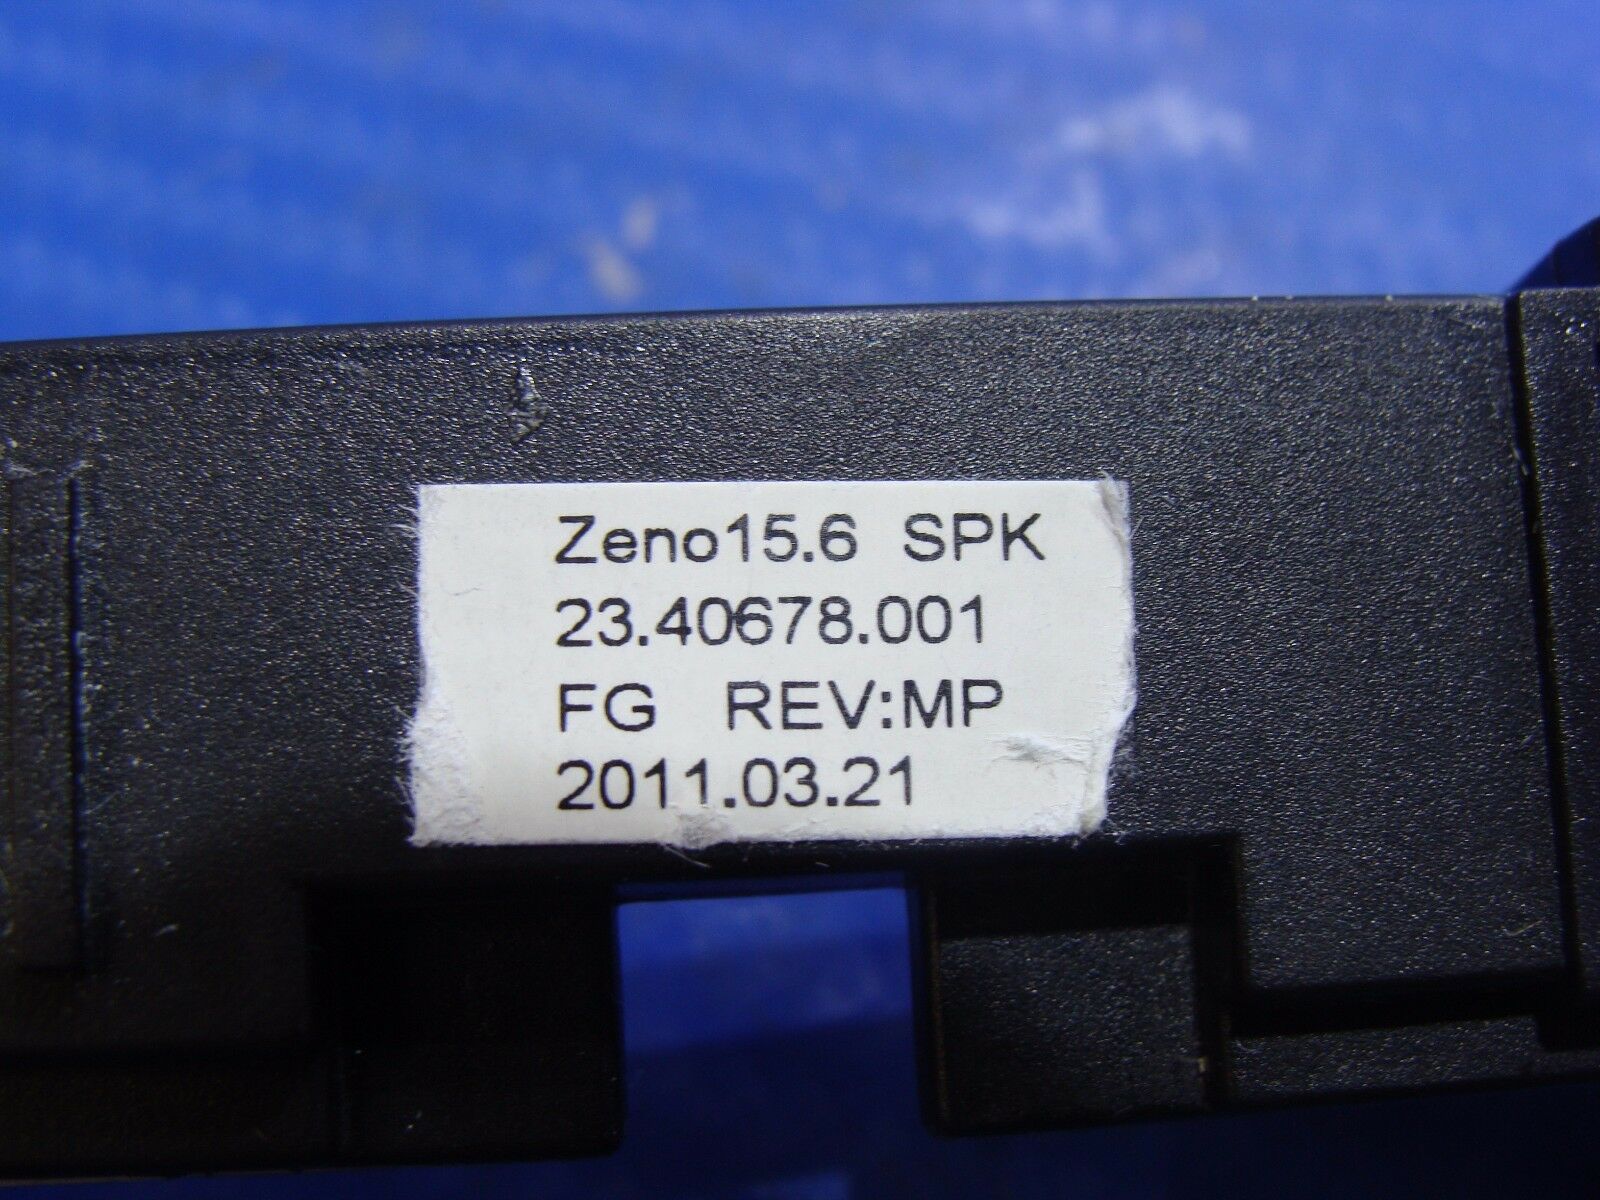 Zeno15.6 SPK
23.40678.001
FG REV:MP
2011.03.21